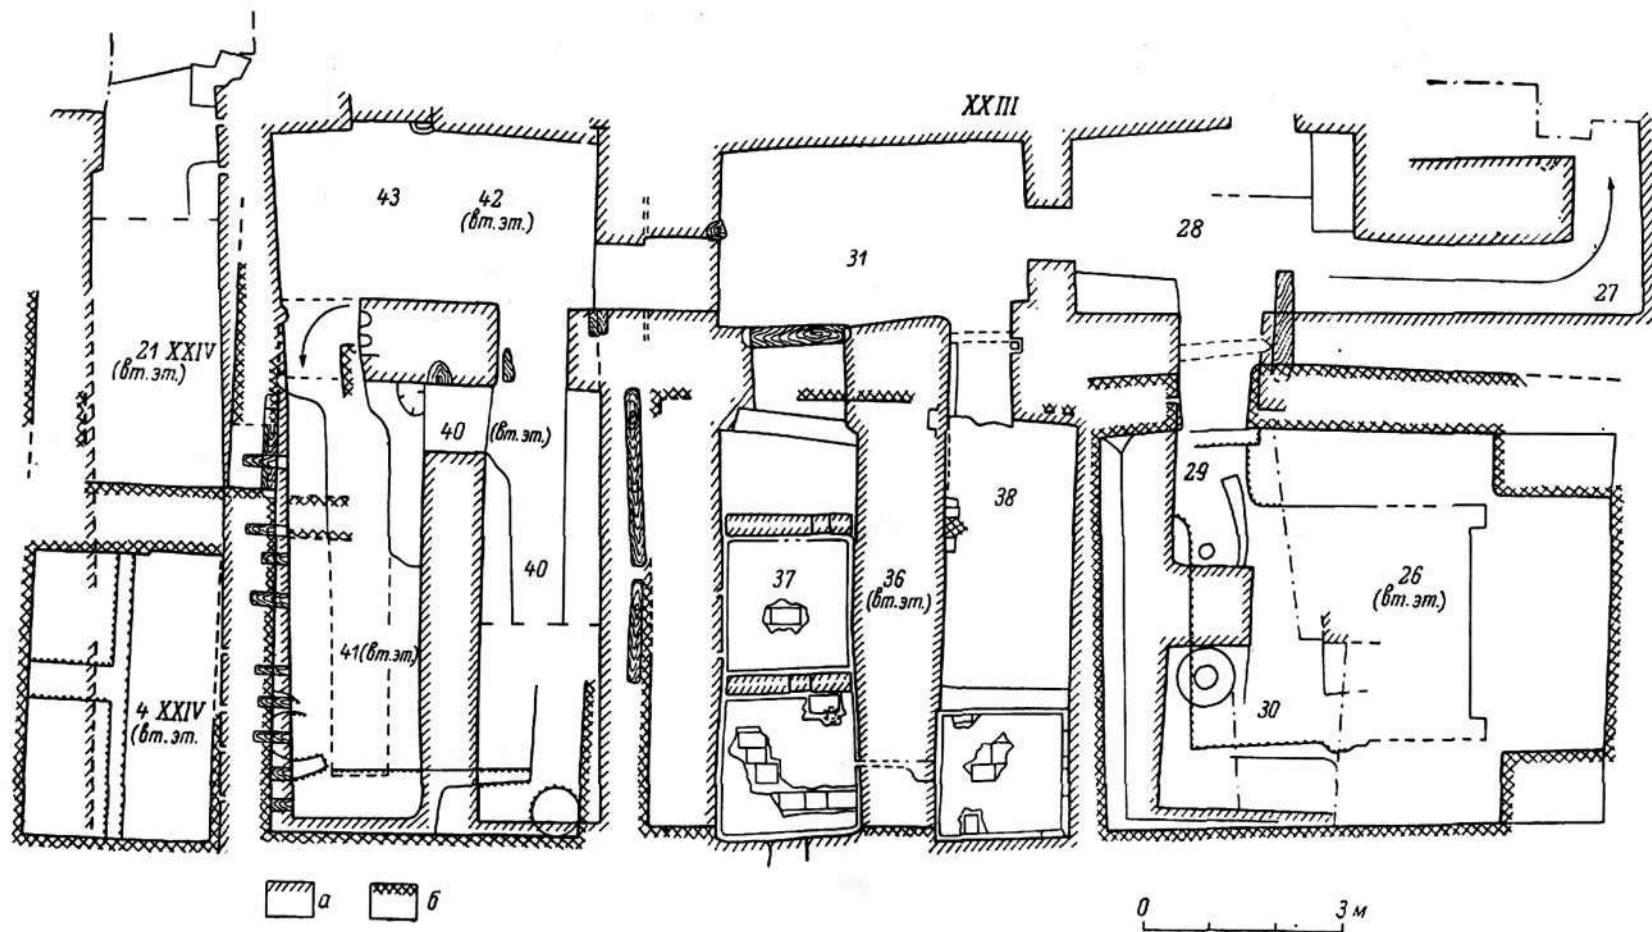 XXIII
43
42
(вт. эт.)
28
31
27
21 XXIV
(вт. эт.)
40
(вт. эт.)
29
38
40
37
36
(вт. эт.)
26
(вт. эт.)
41 (вт. эт.)
4 XXIV
(вт. эт.
30
а
б
0
3 м